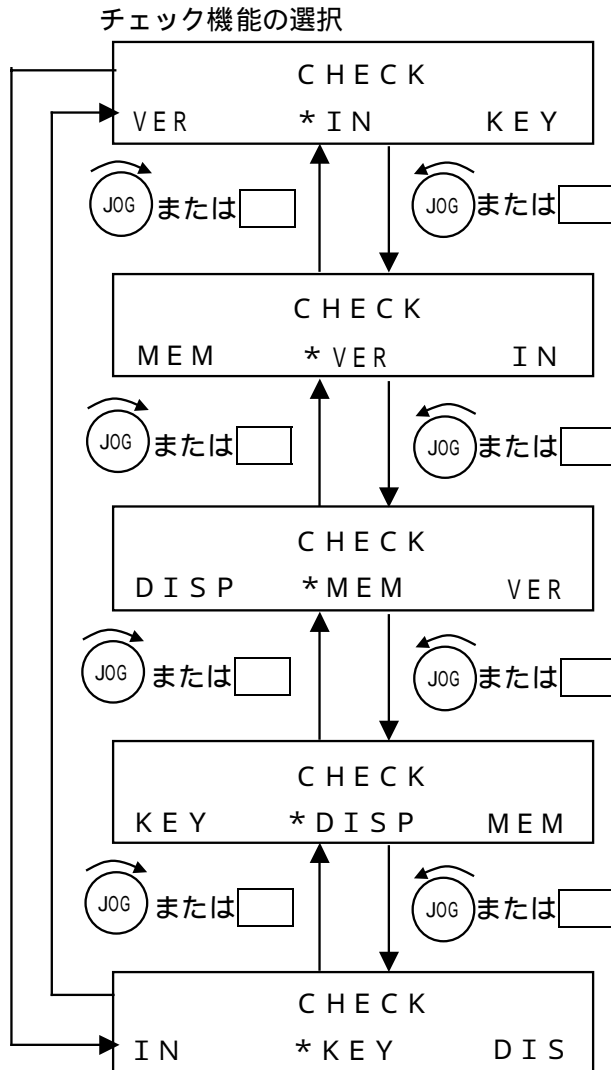 チェック機能の選択
CHECK
VER *IN KEY
JOG または JOG または
CHECK
MEM *VER IN
JOG または JOG または
CHECK
DISP *MEM VER
JOG または JOG または
CHECK
KEY *DISP MEM
JOG または JOG または
CHECK
IN *KEY DIS